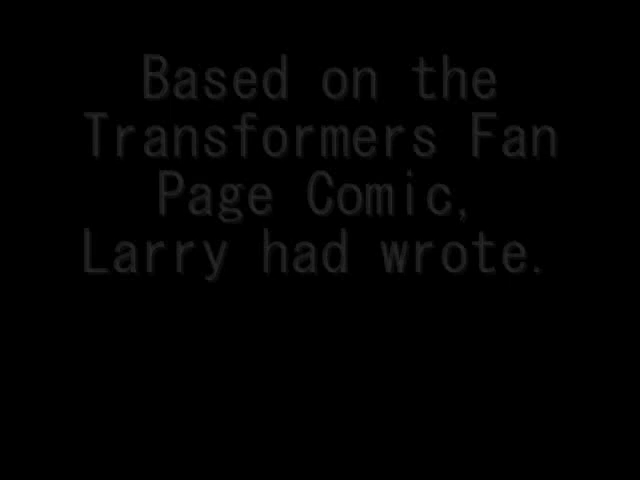 Based on the
Transformers Fan
Page Comic,
Larry had wrote.